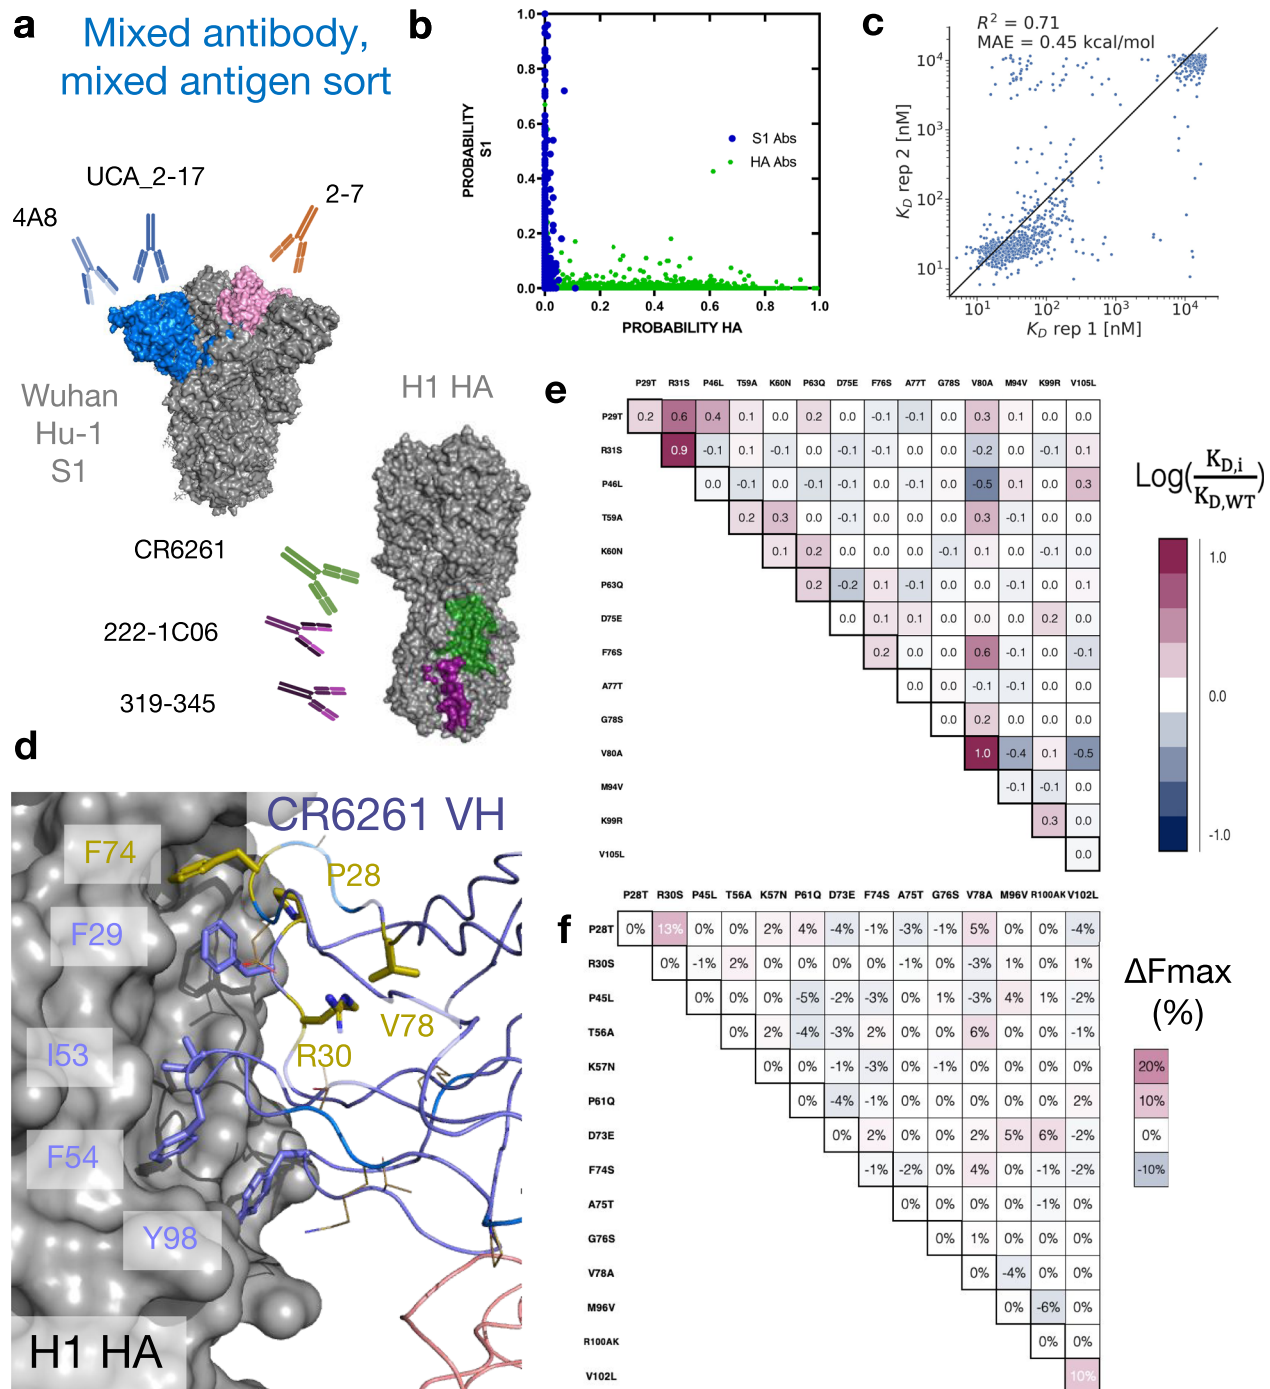 a
Mixed antibody,
mixed antigen sort
UCA_2-17
4A8
2-7
Wuhan
Hu-1
S1
H1 HA
CR6261
222-1C06
319-345
b
PROBABILITY
S1
1.0
0.8
0.6
0.4
0.2
0.0
S1 Abs
HA Abs
0.0 0.2 0.4 0.6 0.8 1.0
PROBABILITY HA
c
R² = 0.71
MAE = 0.45 kcal/mol
K_D rep 2 [nM]
10⁴
10³
10²
10¹
10¹ 10² 10³ 10⁴
K_D rep 1 [nM]
d
CR6261 VH
F74
P28
F29
V78
R30
I53
F54
Y98
H1 HA
e
P29T R31S P46L T59A K60N P63Q D75E F76S A77T G78S V80A M94V K99R V105L
P29T 0.2 0.6 0.4 0.1 0.0 0.2 0.0 -0.1 -0.1 0.0 0.3 0.1 0.0 0.0
R31S 0.9 -0.1 0.1 -0.1 0.0 -0.1 -0.1 0.0 0.0 -0.2 0.0 -0.1 0.1
P46L 0.0 -0.1 0.0 -0.1 -0.1 0.0 -0.1 0.0 -0.5 0.1 0.0 0.3
T59A 0.2 0.3 0.0 -0.1 0.0 0.0 0.0 0.3 -0.1 0.0 0.0
K60N 0.1 0.2 0.0 0.0 0.0 -0.1 0.1 0.0 -0.1 0.0
P63Q 0.2 -0.2 0.1 -0.1 0.0 0.0 -0.1 0.0 0.1
D75E 0.0 0.1 0.1 0.0 0.0 0.0 0.2 0.0
F76S 0.2 0.0 0.0 0.6 -0.1 0.0 -0.1
A77T 0.0 0.0 -0.1 -0.1 0.0 0.0
G78S 0.0 0.2 0.0 0.0 0.0
V80A 1.0 -0.4 0.1 -0.5
M94V -0.1 -0.1 0.0
K99R 0.3 0.0
V105L 0.0
Log(K_D,i/K_D,WT)
1.0
0.0
-1.0
f
P28T R30S P45L T56A K57N P61Q D73E F74S A75T G76S V78A M96V R100AK V102L
P28T 0% 13% 0% 0% 2% 4% -4% -1% -3% -1% 5% 0% 0% -4%
R30S 0% -1% 2% 0% 0% 0% 0% -1% 0% -3% 1% 0% 1%
P45L 0% 0% 0% -5% -2% -3% 0% 1% -3% 4% 1% -2%
T56A 0% 2% -4% -3% 2% 0% 0% 6% 0% 0% -1%
K57N 0% 0% -1% -3% 0% -1% 0% 0% 0% 0%
P61Q 0% -4% -1% 0% 0% 0% 0% 0% 2%
D73E 0% 2% 0% 0% 2% 5% 6% -2%
F74S -1% -2% 0% 4% 0% -1% -2%
A75T 0% 0% 0% 0% -1% 0%
G76S 0% 1% 0% 0% 0%
V78A 0% -4% 0% 0%
M96V 0% -6% 0%
R100AK 0% 0%
V102L 10%
ΔFmax
(%)
20%
10%
0%
-10%